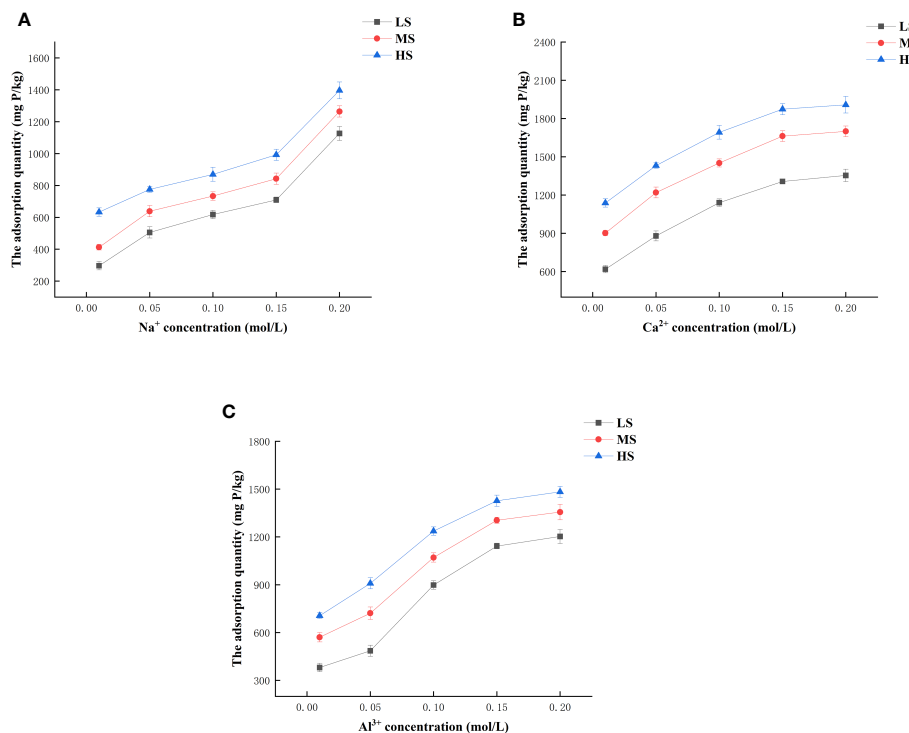 A
LS
MS
HS
1600
1400
1200
1000
800
600
400
200
The adsorption quantity (mg P/kg)
0.00 0.05 0.10 0.15 0.20
Na⁺ concentration (mol/L)
B
L
M
H
2400
2100
1800
1500
1200
900
600
The adsorption quantity (mg P/kg)
0.00 0.05 0.10 0.15 0.20
Ca²⁺ concentration (mol/L)
C
LS
MS
HS
1800
1500
1200
900
600
300
The adsorption quantity (mg P/kg)
0.00 0.05 0.10 0.15 0.20
Al³⁺ concentration (mol/L)